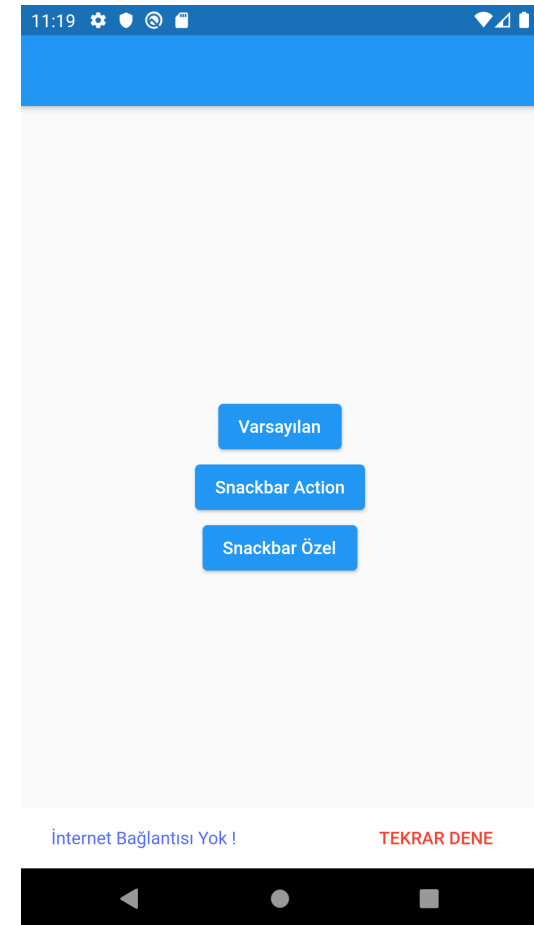 11:19
Varsayılan
Snackbar Action
Snackbar Özel
İnternet Bağlantısı Yok !
TEKRAR DENE